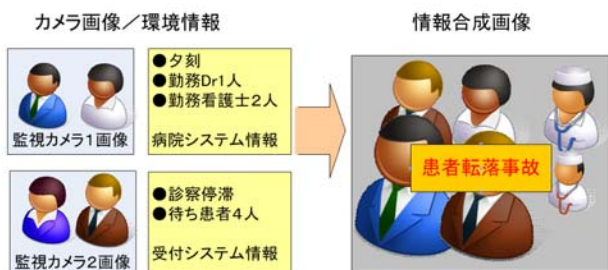 カメラ画像／環境情報
情報合成画像
●夕刻
●勤務Dr1人
●勤務看護士2人
病院システム情報
監視カメラ1画像
患者転落事故
●診察停滞
●待ち患者4人
受付システム情報
監視カメラ2画像